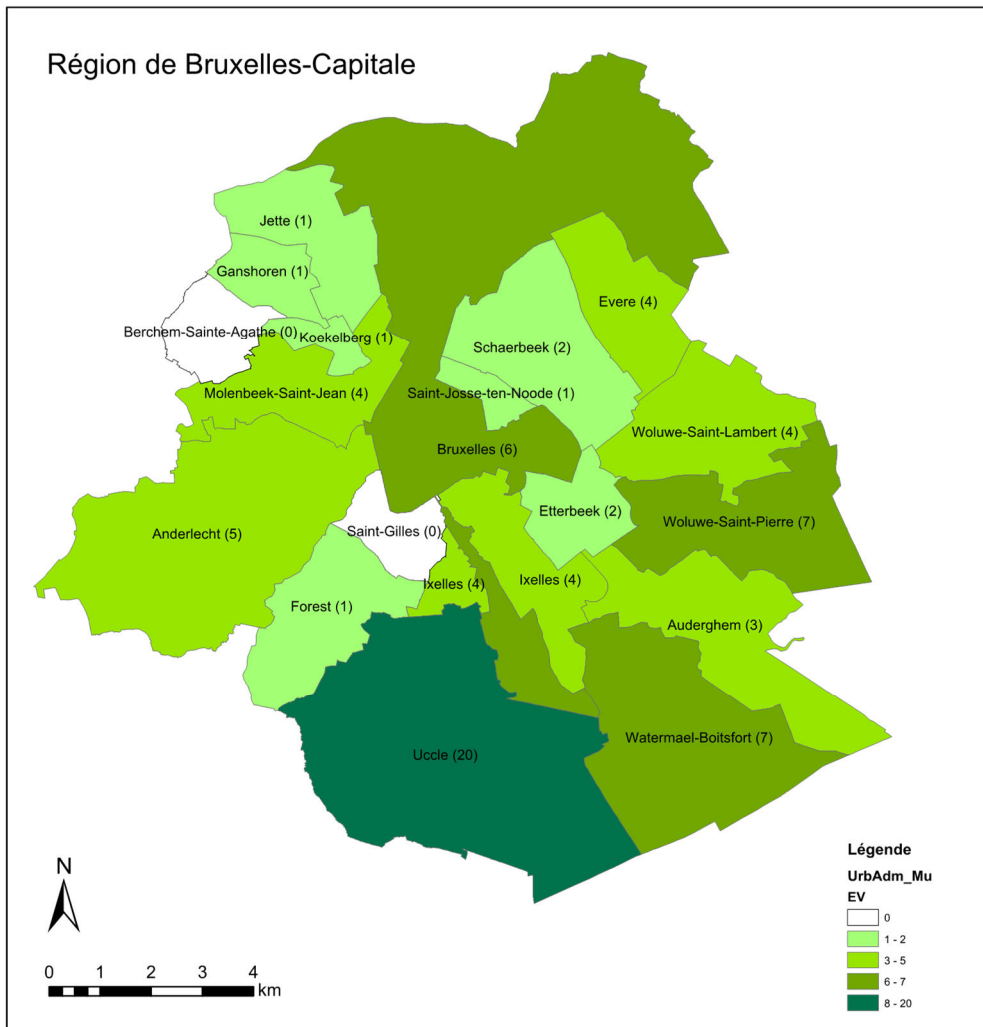 Région de Bruxelles-Capitale
Jette (1)
Ganshoren (1)
Evere (4)
Berchem-Sainte-Agathe (0)
Koekelberg (1)
Schaerbeek (2)
Molenbeek-Saint-Jean (4)
Saint-Josse-ten-Noode (1)
Woluwe-Saint-Lambert (4)
Bruxelles (6)
Etterbeek (2)
Woluwe-Saint-Pierre (7)
Anderlecht (5)
Saint-Gilles (0)
Ixelles (4)
Ixelles (4)
Forest (1)
Auderghem (3)
Watermael-Boitsfort (7)
Uccle (20)
N
0 1 2 3 4
km
Légende
UrbAdm_Mu
EV
0
1 - 2
3 - 5
6 - 7
8 - 20